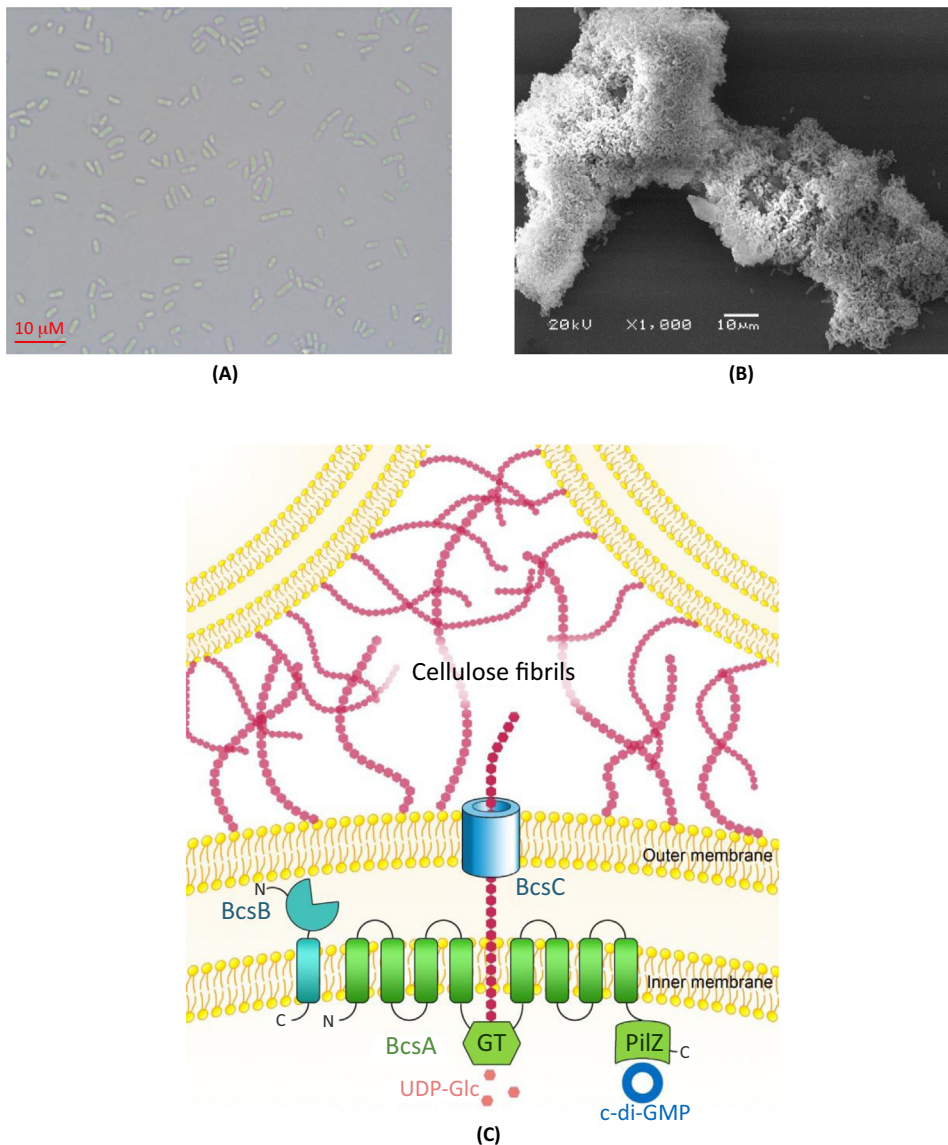 10 μM
(A)
20kV X1,000 10μm
(B)
Cellulose fibrils
Outer membrane
BcsC
N
BcsB
Inner membrane
C
N
BcsA
GT
PilZ
C
UDP-Glc
c-di-GMP
(C)